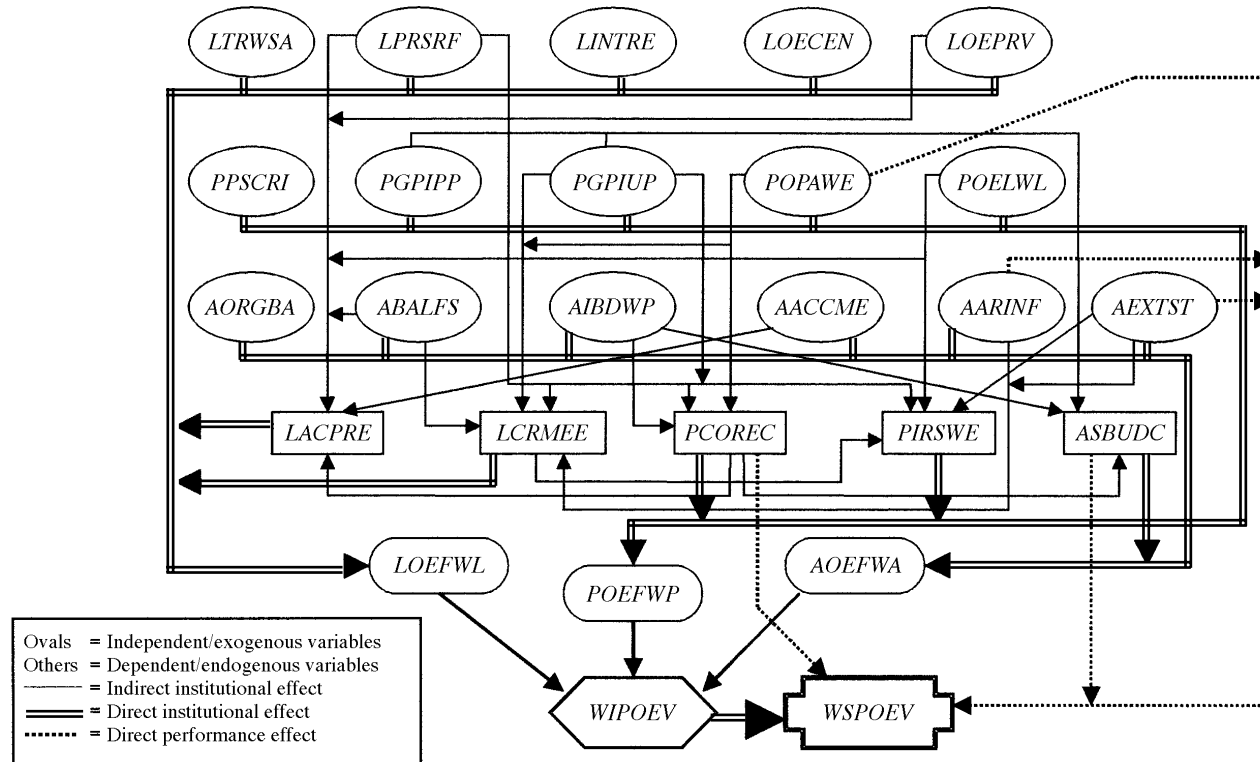 LTRWSA LPRSRF LINTRE LOECEN LOEPRV
PPSCRI PGPIPP PGPIUP POPAWE POELWL
AORGBA ABALFS AIBDWP AACCME AARINF AEXTST
LACPRE LCRMEE PCOREC PIRSWE ASBUDC
LOEFWL POEFWP AOEFWA
Ovals = Independent/exogenous variables
Others = Dependent/endogenous variables
= Indirect institutional effect
= Direct institutional effect
= Direct performance effect
WIPOEV WSPOEV